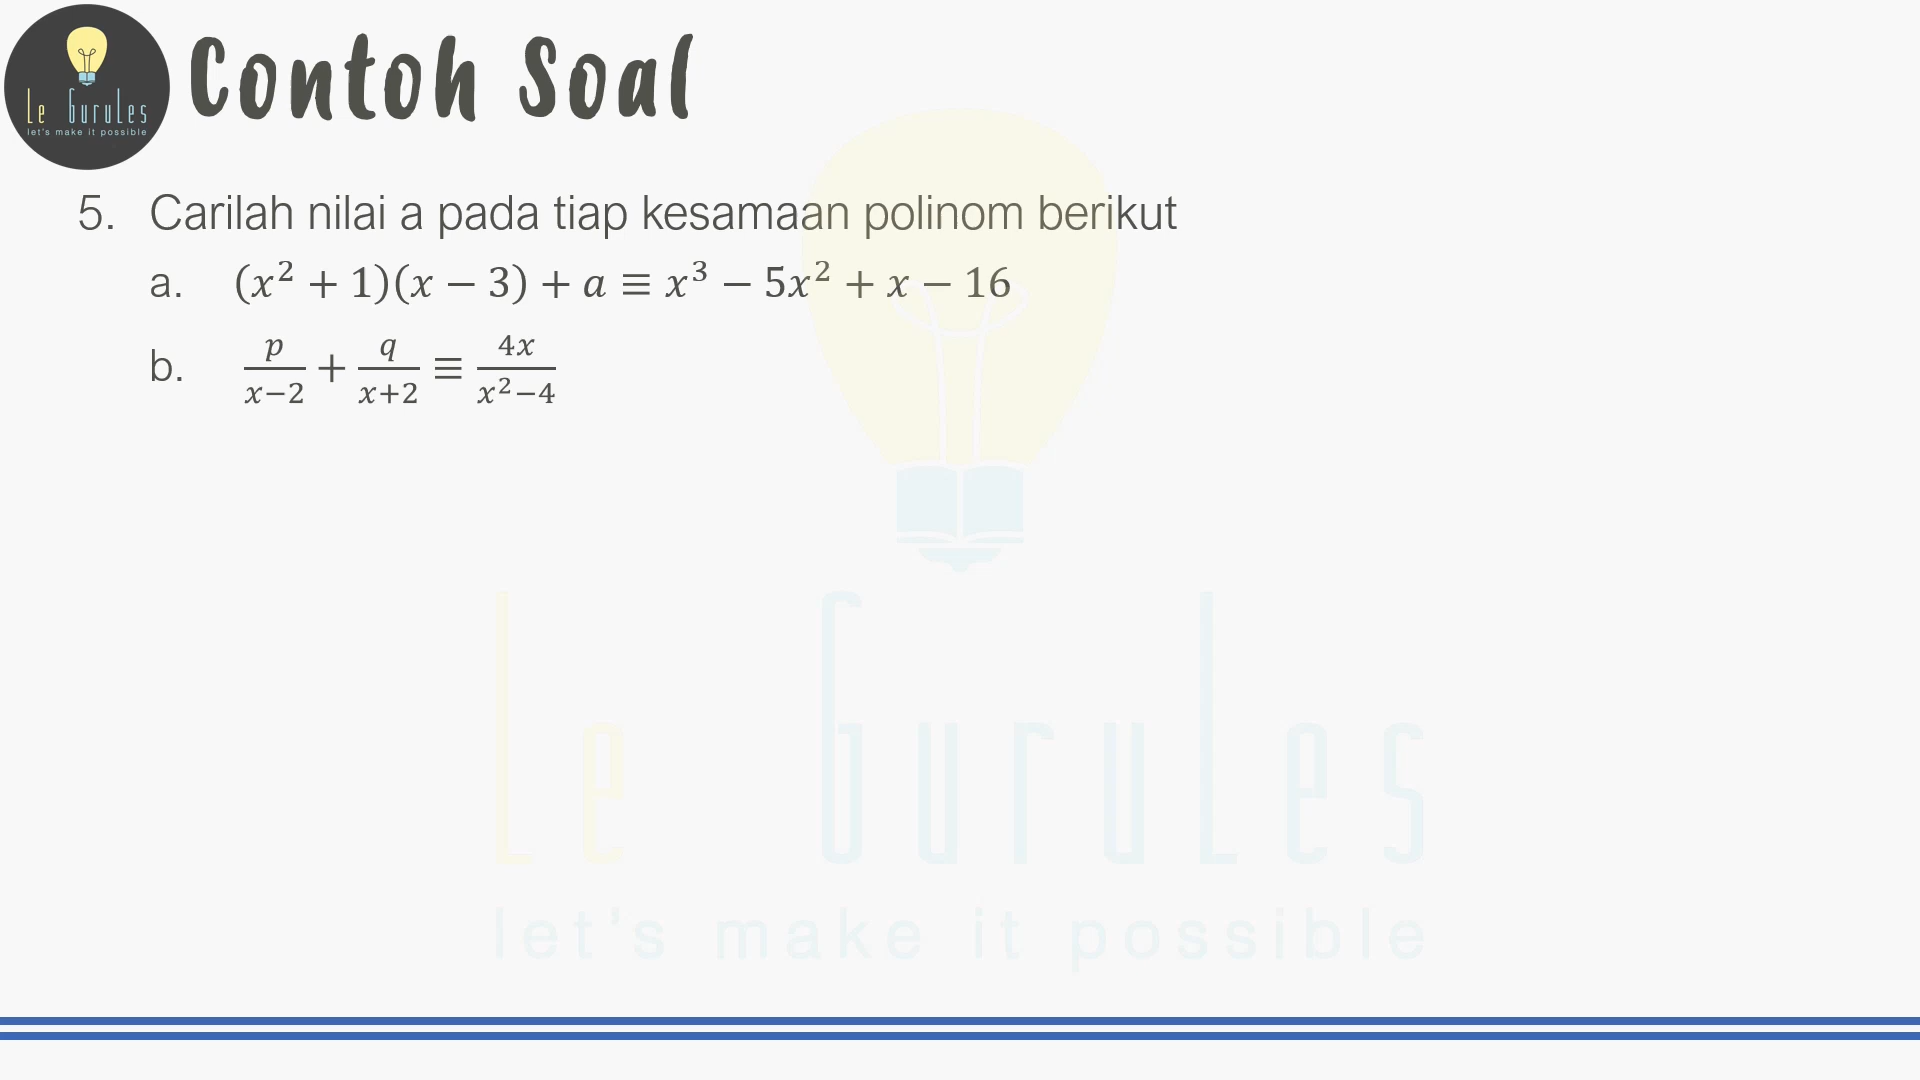 Le GuruLes
let's make it possible
Contoh Soal
5. Carilah nilai a pada tiap kesamaan polinom berikut
a. (x² + 1)(x − 3) + a ≡ x³ − 5x² + x − 16
b. p/(x−2) + q/(x+2) ≡ 4x/(x²−4)
Le GuruLes
let's make it possible